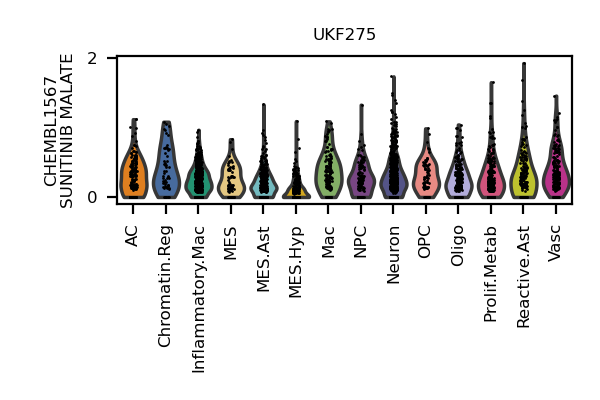 UKF275
CHEMBL1567
SUNITINIB MALATE
2
0
AC
Chromatin.Reg
Inflammatory.Mac
MES
MES.Ast
MES.Hyp
Mac
NPC
Neuron
OPC
Oligo
Prolif.Metab
Reactive.Ast
Vasc